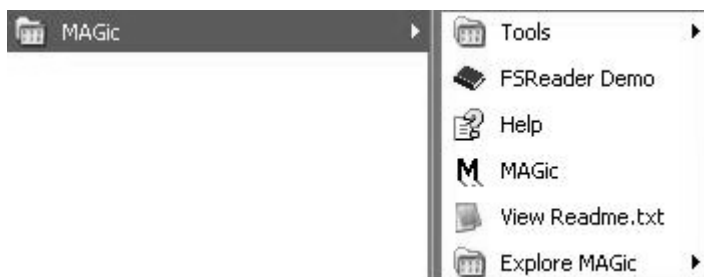 MAGic
Tools
FSReader Demo
Help
MAGic
View Readme.txt
Explore MAGic